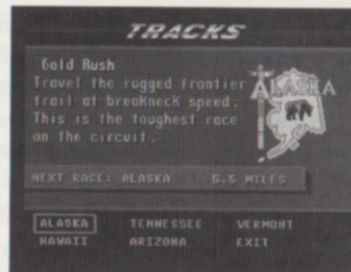 TRACKS
Gold Rush
Travel the rugged frontier
trail at breakneck speed.
This is the toughest race
on the circuit.
ALASKA
NEXT RACE: ALASKA 5.5 MILES
ALASKA TENNESSEE VERMONT
HAWAII ARIZONA EXIT